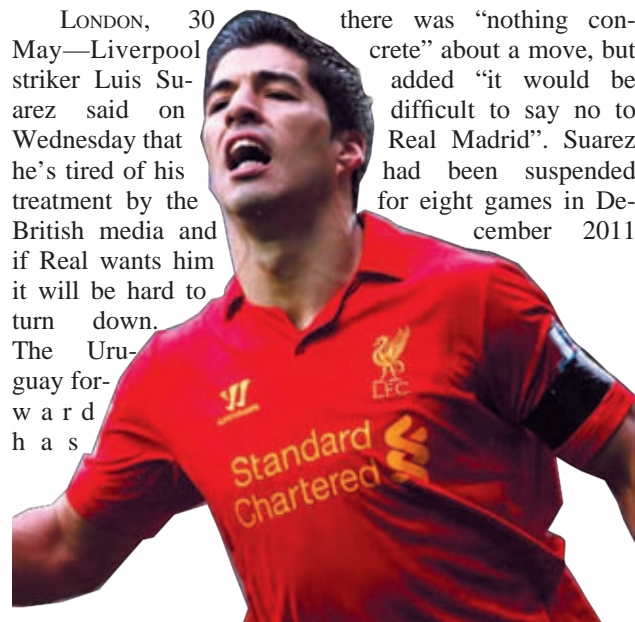 LONDON, 30
May—Liverpool
striker Luis Su-
arez said on
Wednesday that
he's tired of his
treatment by the
British media and
if Real wants him
it will be hard to
turn down.
The Uru-
guay for-
ward
has
there was “nothing con-
crete” about a move, but
added “it would be
difficult to say no to
Real Madrid”. Suarez
had been suspended
for eight games in De-
cember 2011
LFC
Standard
Chartered